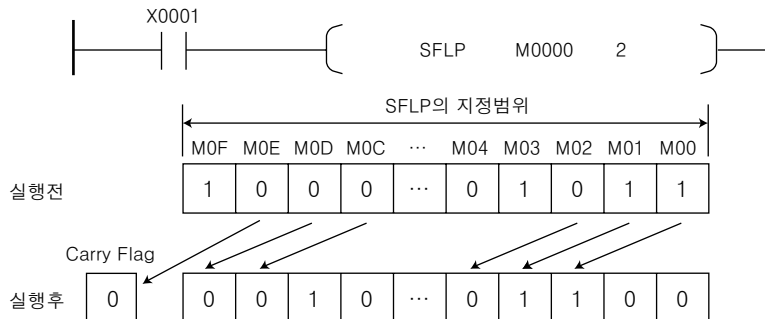 X0001
SFLP M0000 2
SFLP의 지정범위
M0F M0E M0D M0C … M04 M03 M02 M01 M00
실행전 1 0 0 0 … 0 1 0 1 1
Carry Flag
실행후 0 0 0 1 0 … 0 1 1 0 0